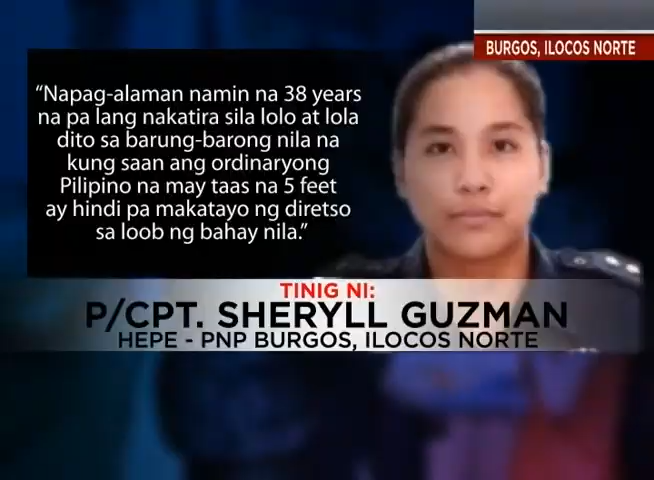 BURGOS, ILOCOS NORTE
“Napag-alaman namin na 38 years
na pa lang nakatira sila lolo at lola
dito sa barung-barong nila na
kung saan ang ordinaryong
Pilipino na may taas na 5 feet
ay hindi pa makatayo ng diretso
sa loob ng bahay nila.”
TINIG NI:
P/CPT. SHERYLL GUZMAN
HEPE - PNP BURGOS, ILOCOS NORTE